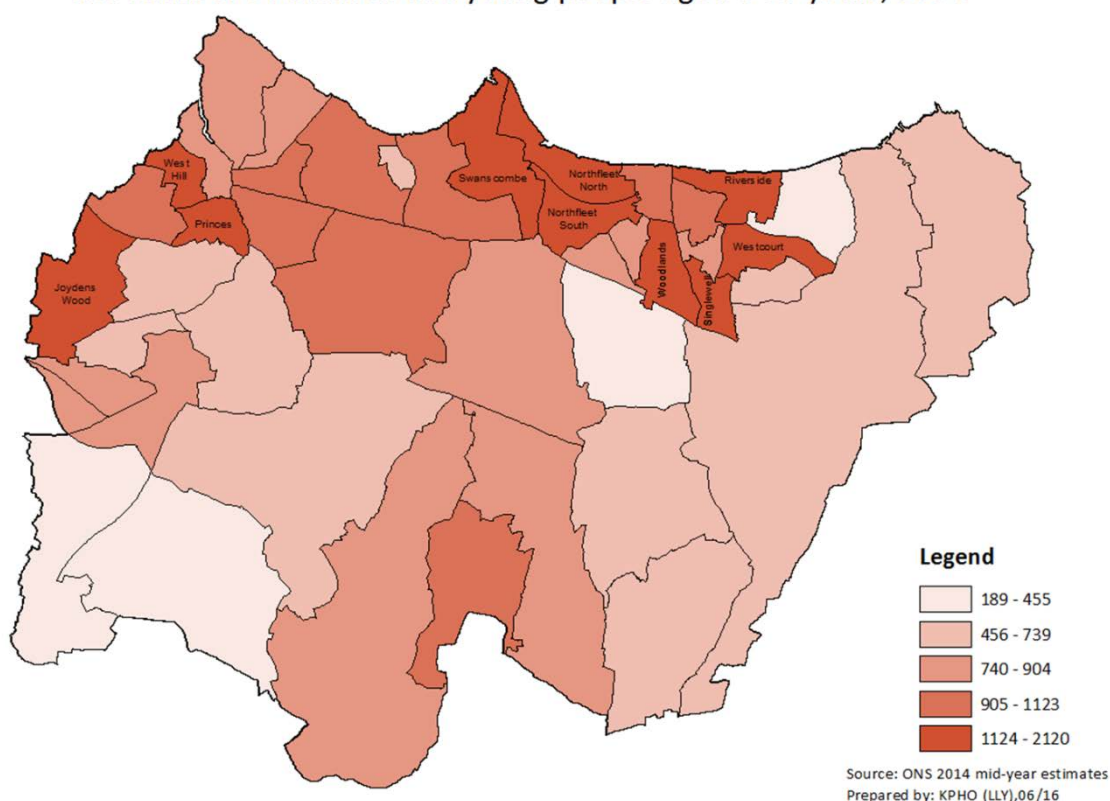 West
Hill
Princes
Joydens
Wood
Swanscombe
Northfleet
North
Northfleet
South
Riverside
Westcourt
Woodlands
Singlewell
Legend
189 - 455
456 - 739
740 - 904
905 - 1123
1124 - 2120
Source: ONS 2014 mid-year estimates
Prepared by: KPHO (LLY),06/16